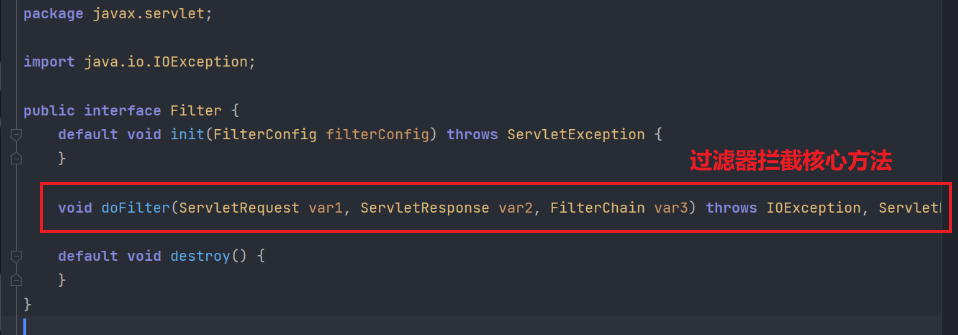 package javax.servlet;
import java.io.IOException;
public interface Filter {
default void init(FilterConfig filterConfig) throws ServletException {
}
过滤器拦截核心方法
void doFilter(ServletRequest var1, ServletResponse var2, FilterChain var3) throws IOException,
default void destroy() {
}
}